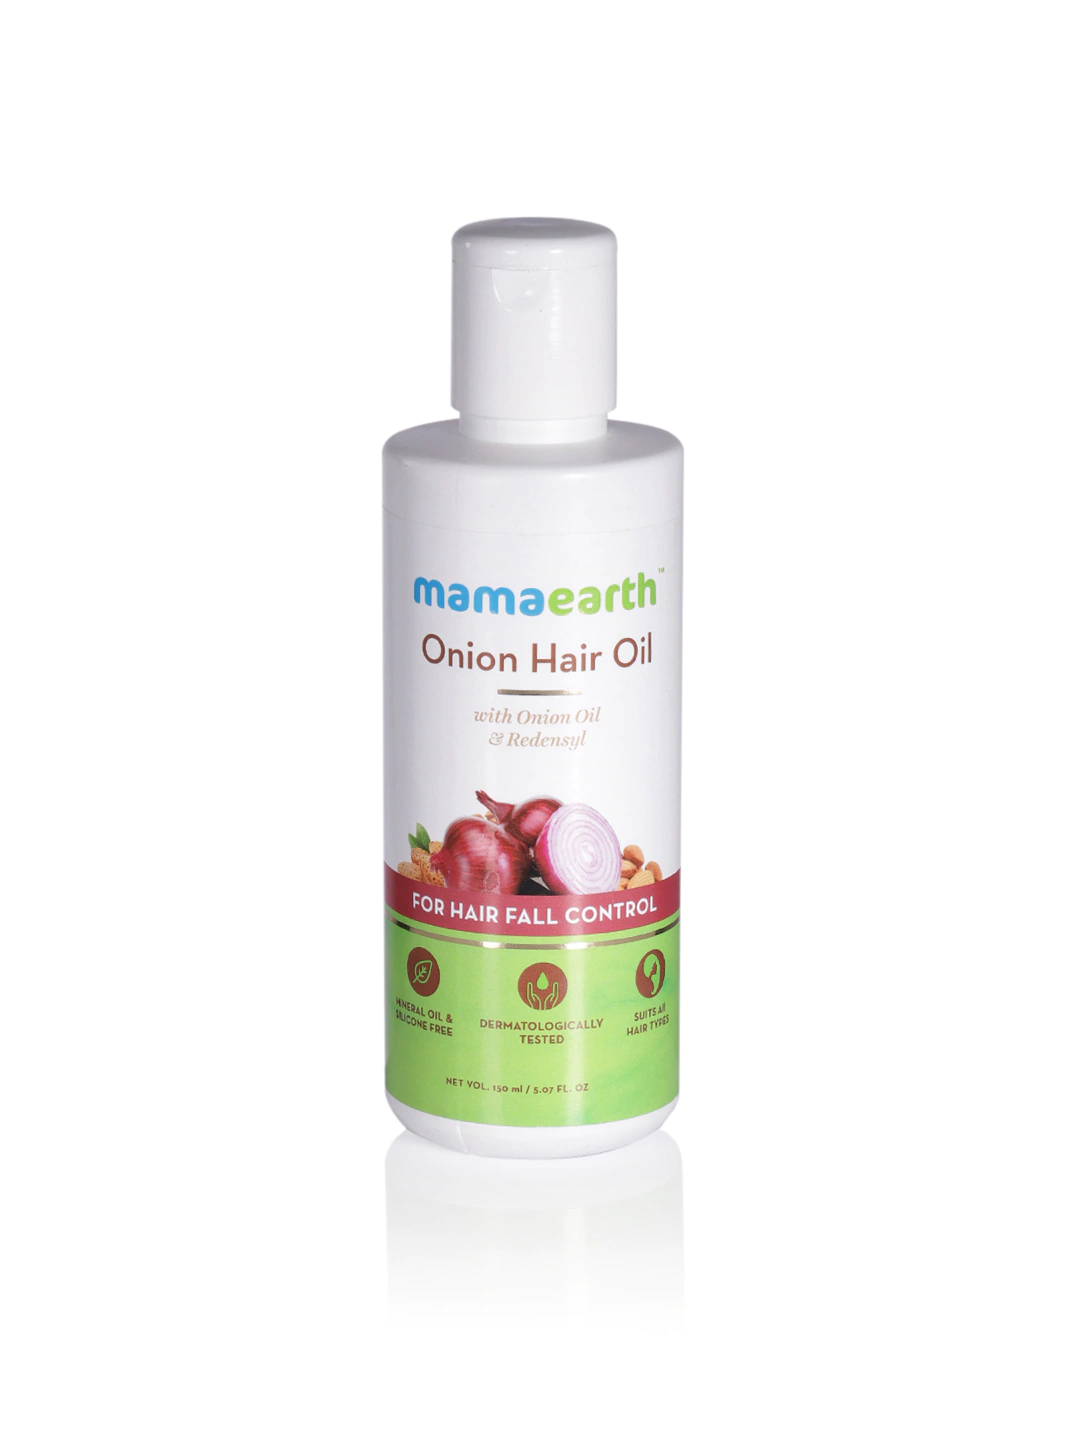 mamaearth™
Onion Hair Oil
with Onion Oil
& Redensyl
FOR HAIR FALL CONTROL
MINERAL OIL &
SILICONE FREE
DERMATOLOGICALLY
TESTED
SUITS All
HAIR TYPES
NET VOL. 150 ml / 5.07 FL. OZ